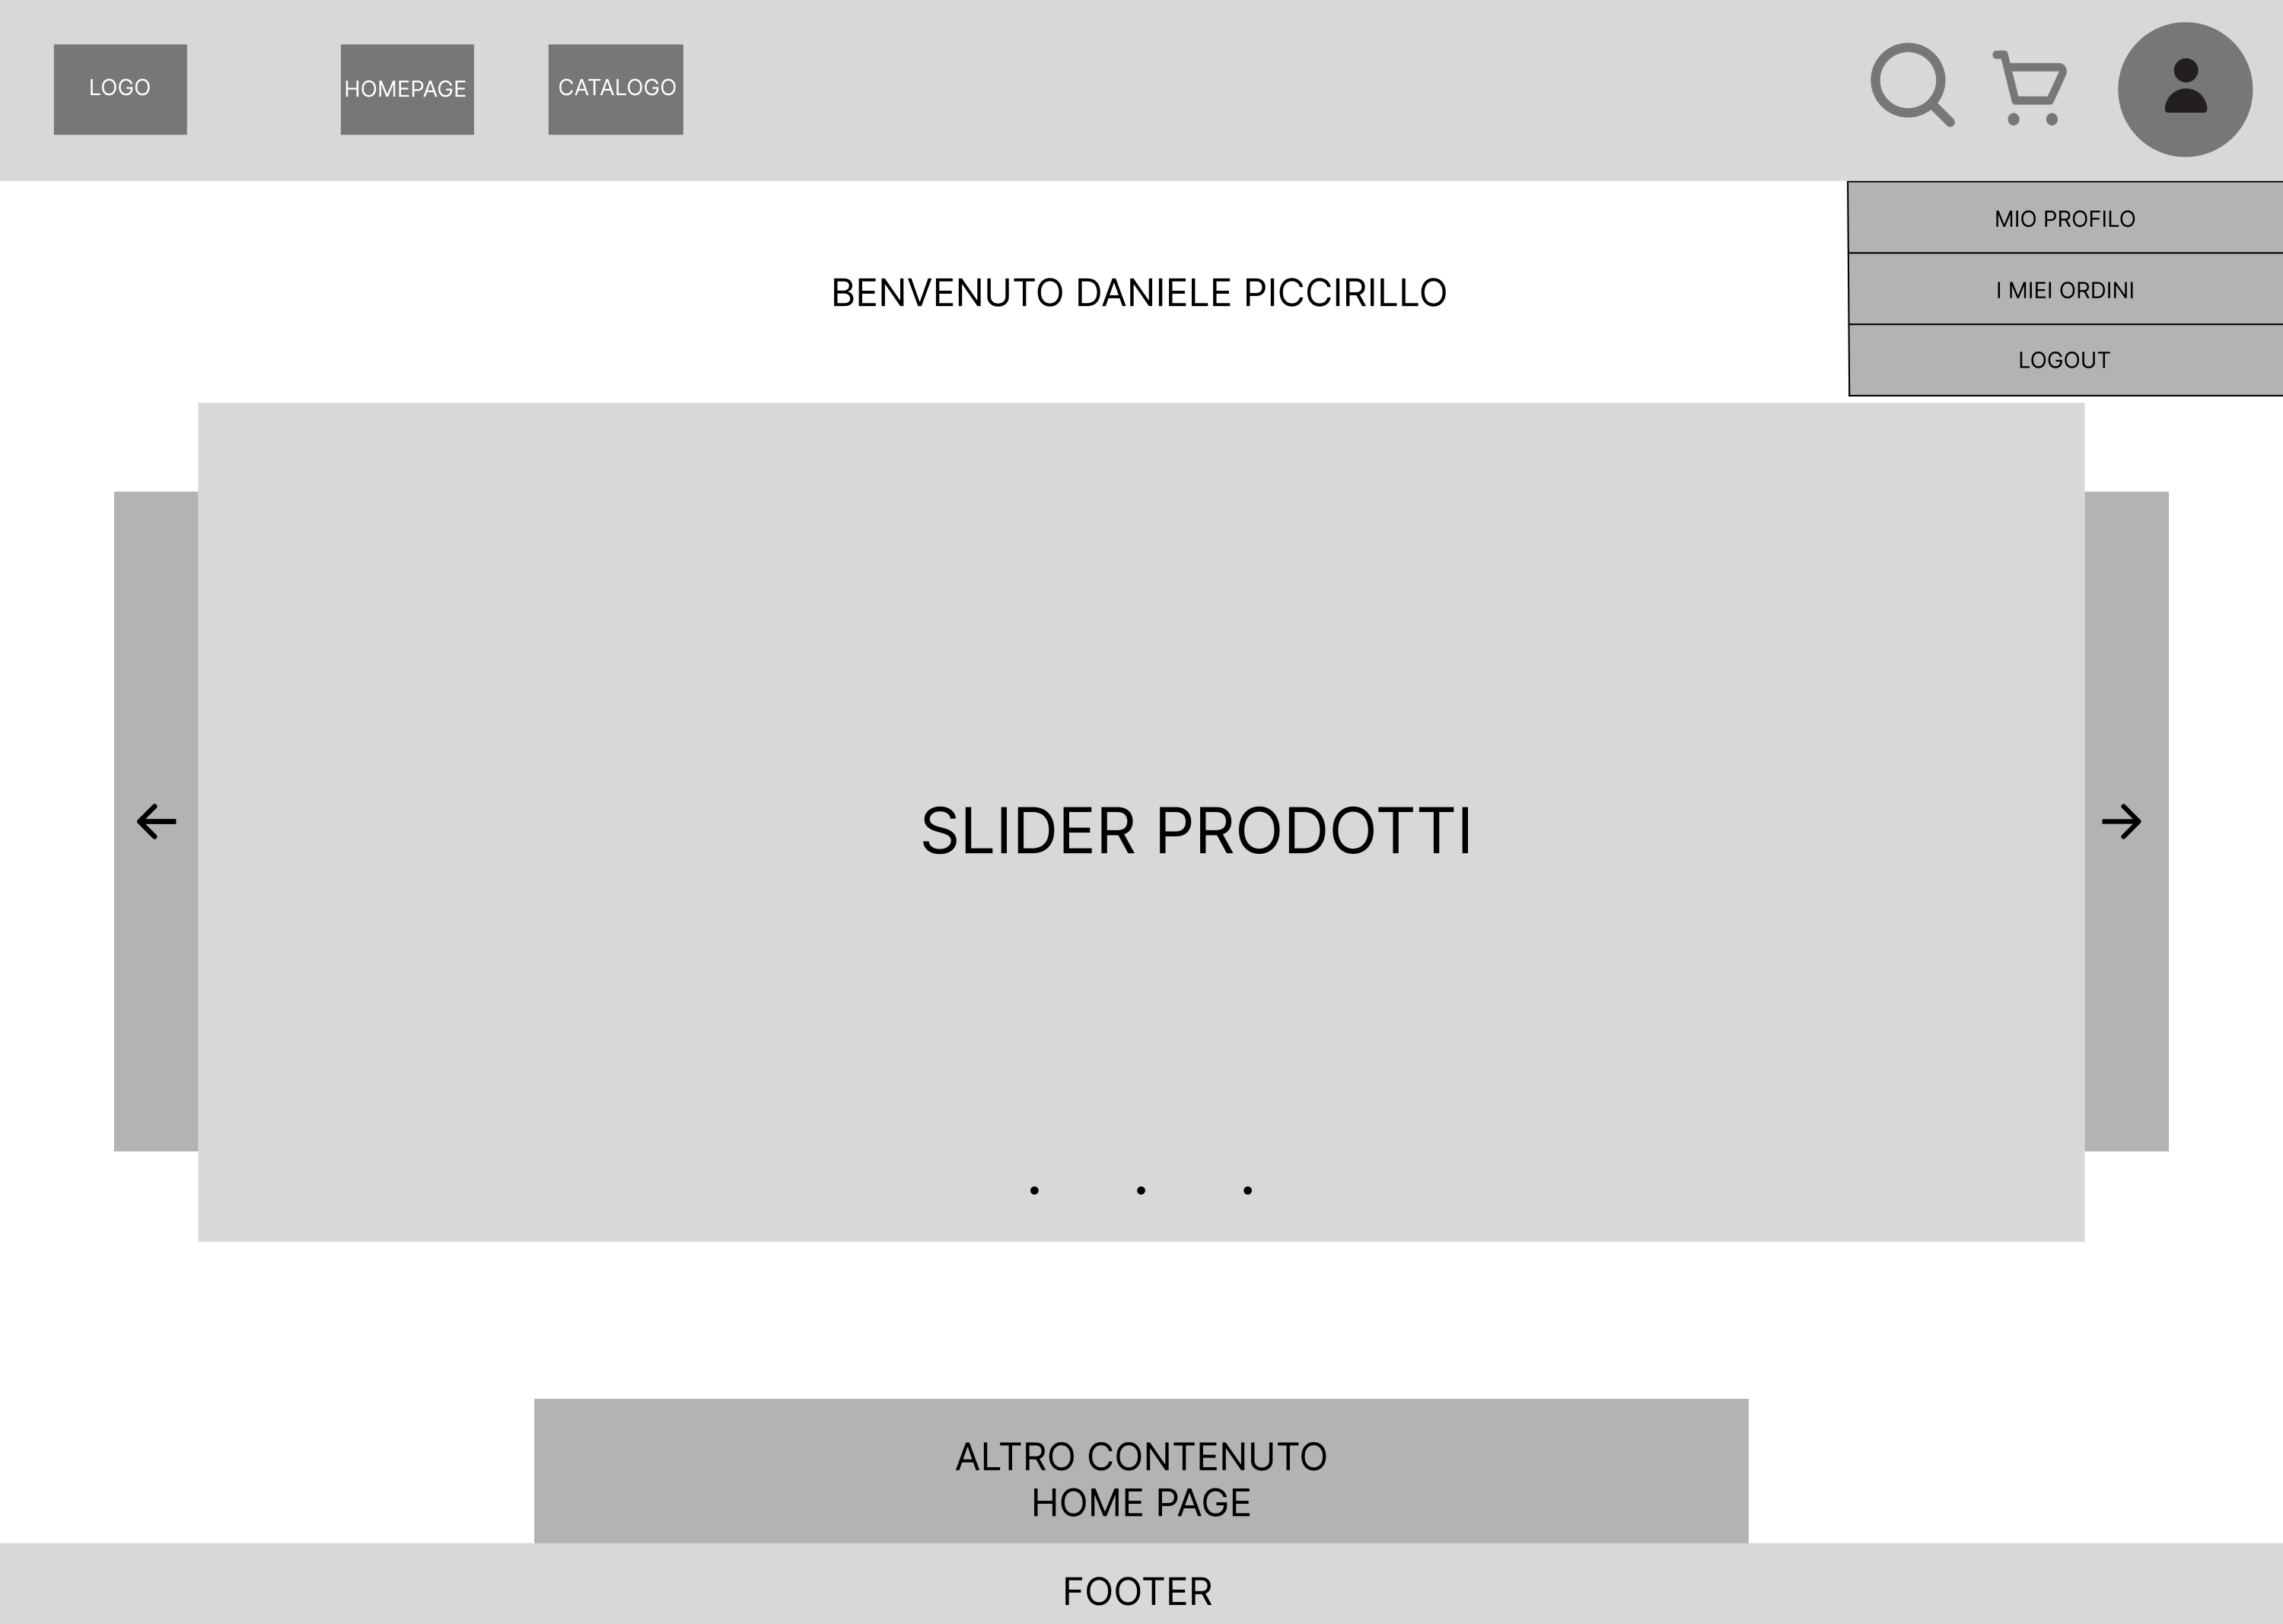 LOGO
HOMEPAGE
CATALOGO
MIO PROFILO
I MIEI ORDINI
LOGOUT
BENVENUTO DANIELE PICCIRILLO
SLIDER PRODOTTI
ALTRO CONTENUTO
HOME PAGE
FOOTER